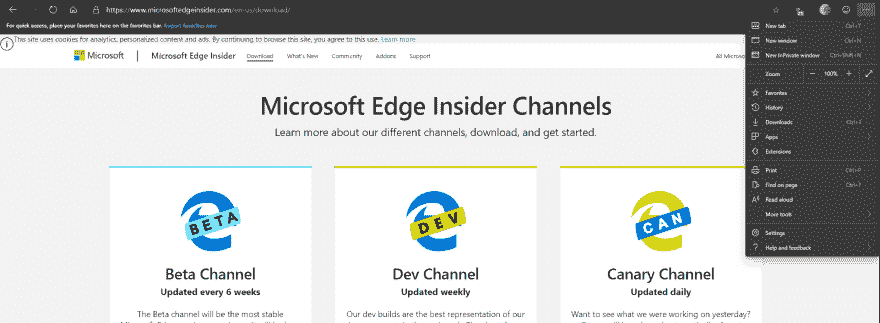 https://www.microsoftedgeinsider.com/en-us/download/
For quick access, place your favorites here on the favorites bar. Import favorites now
This site uses cookies for analytics, personalized content and ads. By continuing to browse this site, you agree to this use. Learn more
Microsoft | Microsoft Edge Insider Download What's New Community Addons Support All Microso
Microsoft Edge Insider Channels
Learn more about our different channels, download, and get started.
BETA
DEV
CAN
Beta Channel
Updated every 6 weeks
The Beta channel will be the most stable
Dev Channel
Updated weekly
Our dev builds are the best representation of our
Canary Channel
Updated daily
Want to see what we were working on yesterday?
New tab Ctrl+T
New window Ctrl+N
New InPrivate window Ctrl+Shift+N
Zoom 100%
Favorites
History
Downloads Ctrl+J
Apps
Extensions
Print Ctrl+P
Find on page Ctrl+F
Read aloud
More tools
Settings
Help and feedback